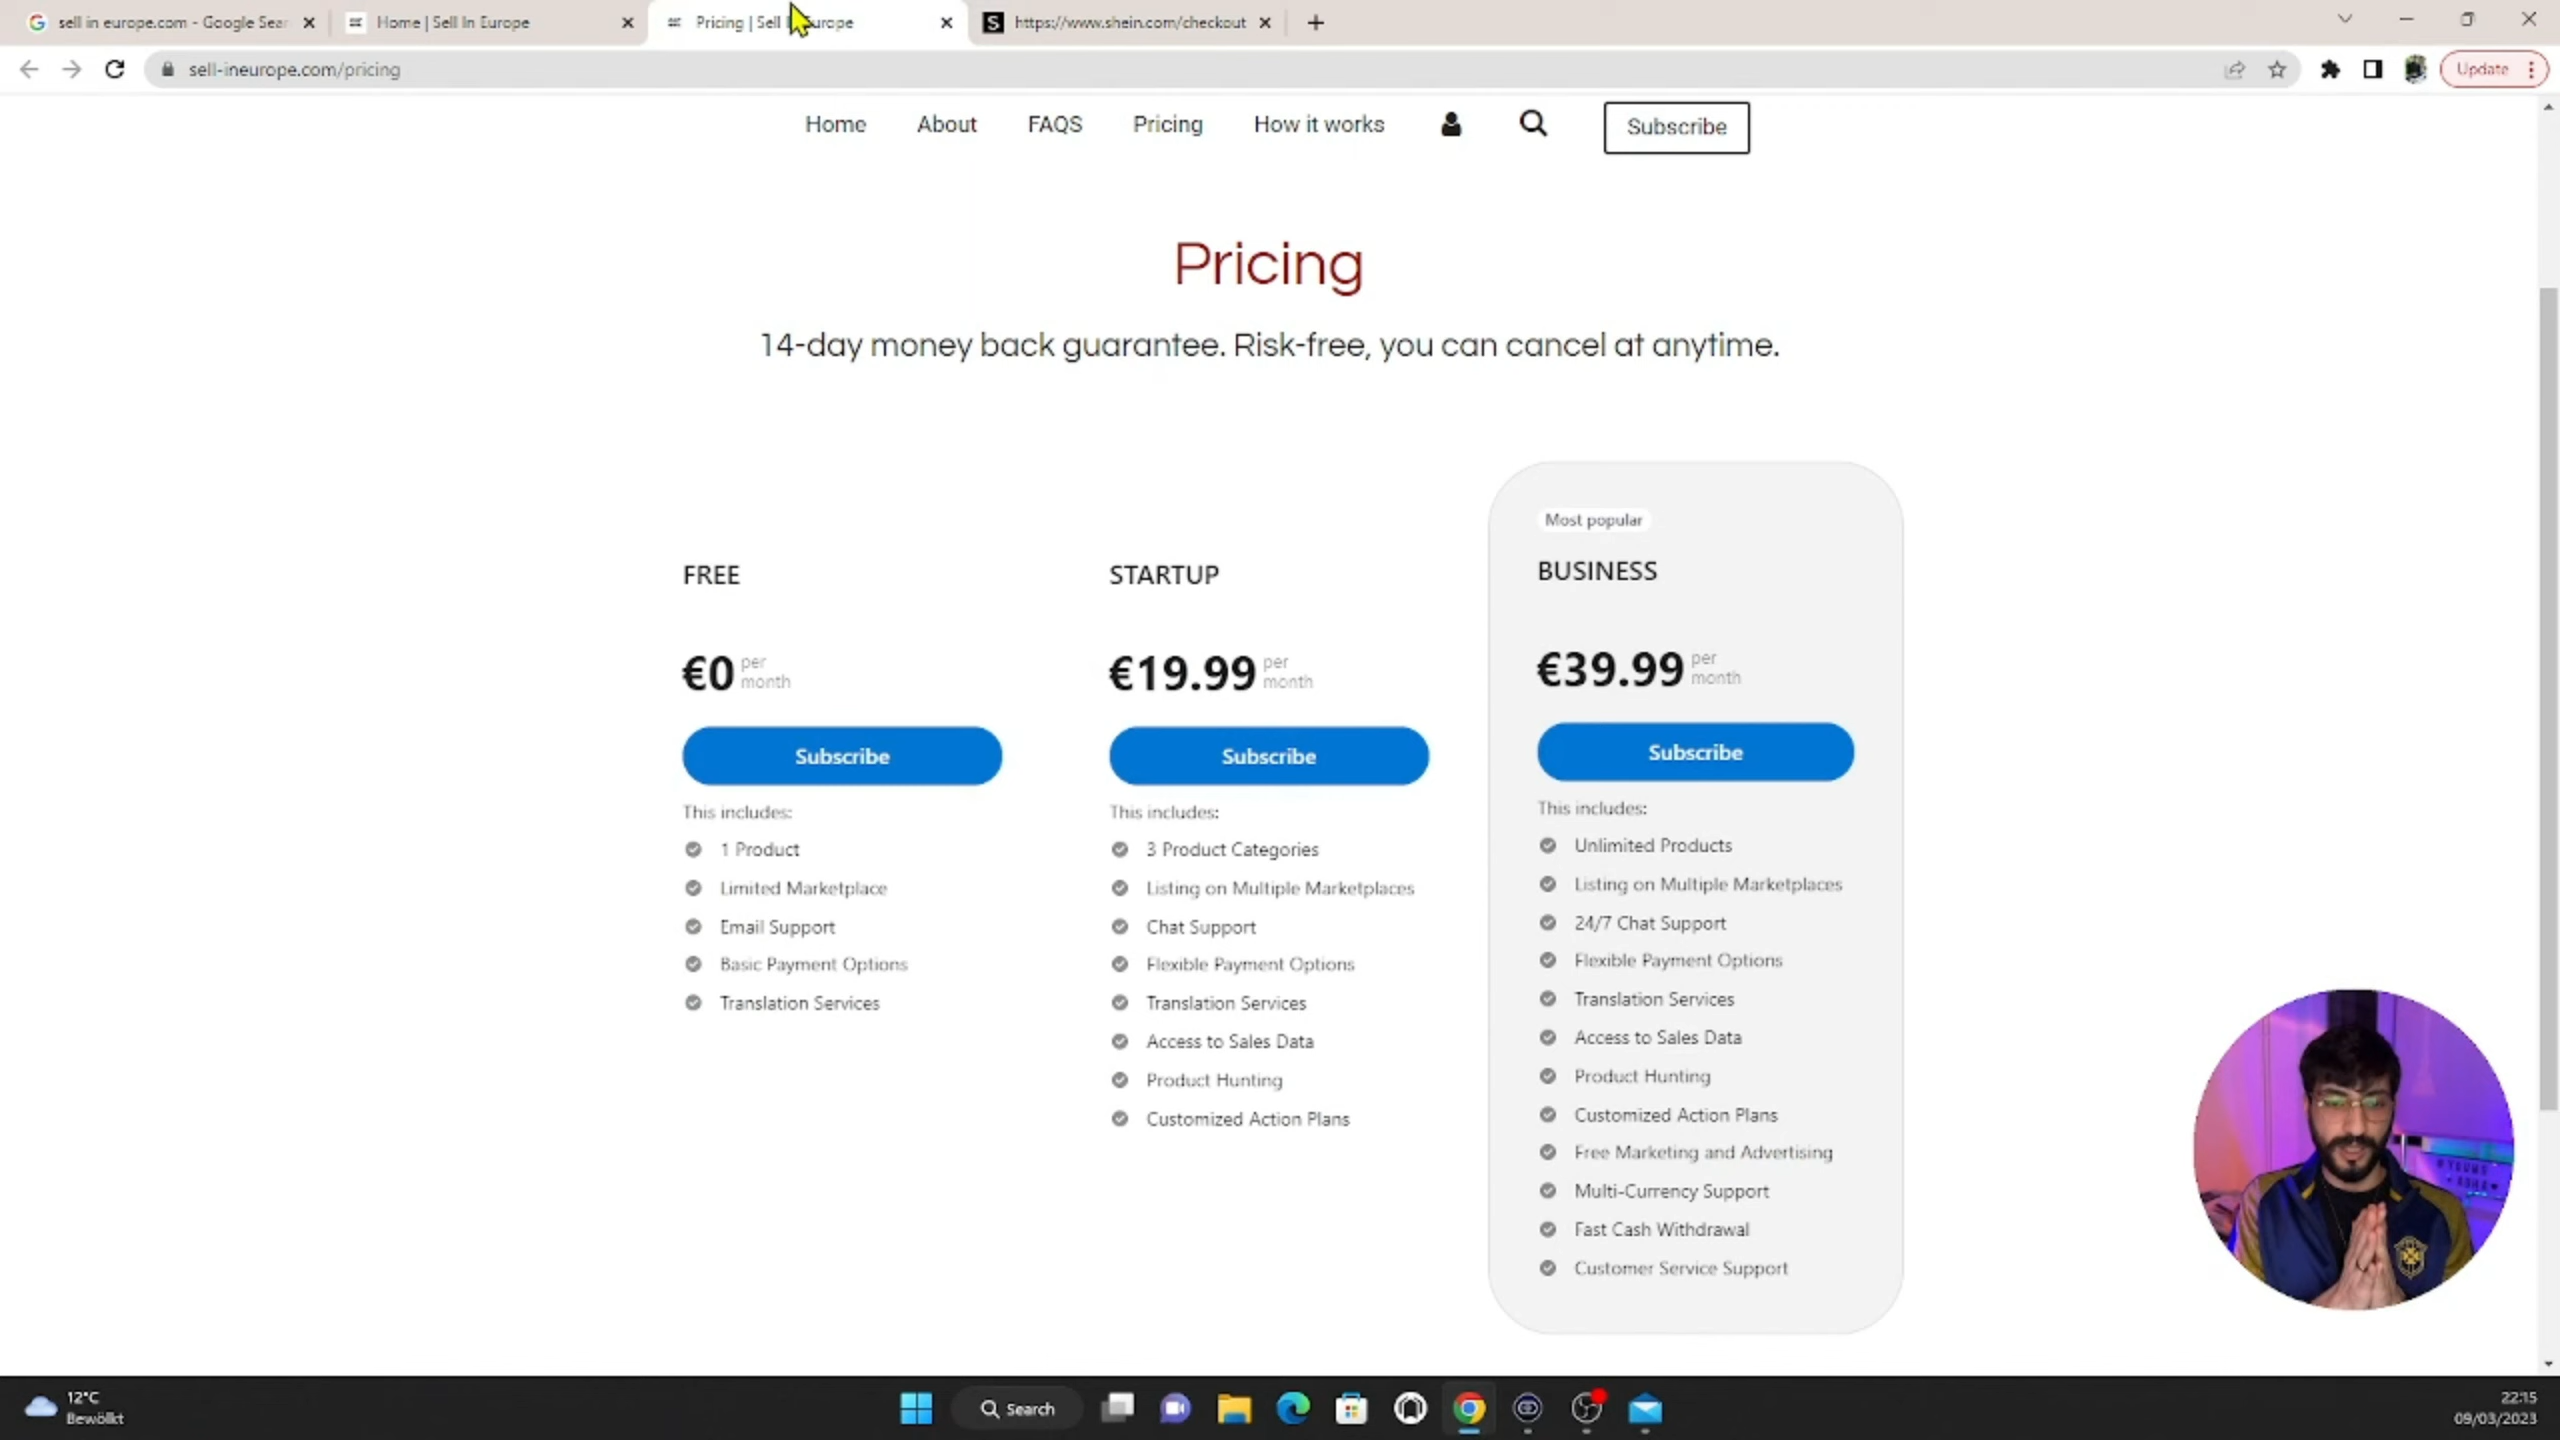 sell in europe.com - Google Sear
Home | Sell In Europe
Pricing | Sell
https://www.shein.com/checkout
sell-ineurope.com/pricing
Update
Home
About
FAQS
Pricing
How it works
Subscribe
Pricing
14-day money back guarantee. Risk-free, you can cancel at anytime.
FREE
€0 per
month
Subscribe
This includes:
1 Product
Limited Marketplace
Email Support
Basic Payment Options
Translation Services
STARTUP
€19.99 per
month
Subscribe
This includes:
3 Product Categories
Listing on Multiple Marketplaces
Chat Support
Flexible Payment Options
Translation Services
Access to Sales Data
Product Hunting
Customized Action Plans
Most popular
BUSINESS
€39.99 per
month
Subscribe
This includes:
Unlimited Products
Listing on Multiple Marketplaces
24/7 Chat Support
Flexible Payment Options
Translation Services
Access to Sales Data
Product Hunting
Customized Action Plans
Free Marketing and Advertising
Multi-Currency Support
Fast Cash Withdrawal
Customer Service Support
12°C
Bewölkt
Search
22:15
09/03/2023